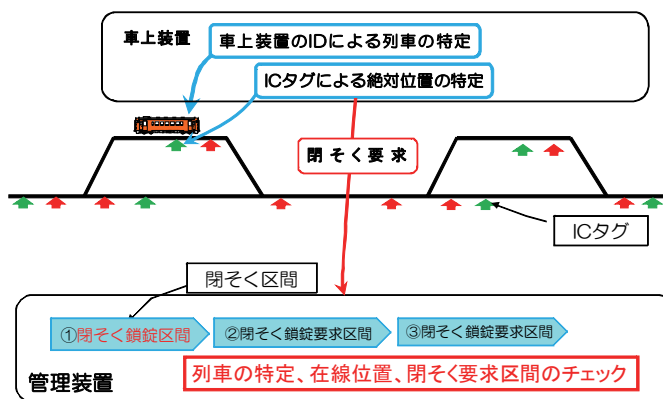 車上装置
車上装置のIDによる列車の特定
ICタグによる絶対位置の特定
閉そく要求
ICタグ
閉そく区間
①閉そく鎖錠区間
②閉そく鎖錠要求区間
③閉そく鎖錠要求区間
管理装置
列車の特定、在線位置、閉そく要求区間のチェック